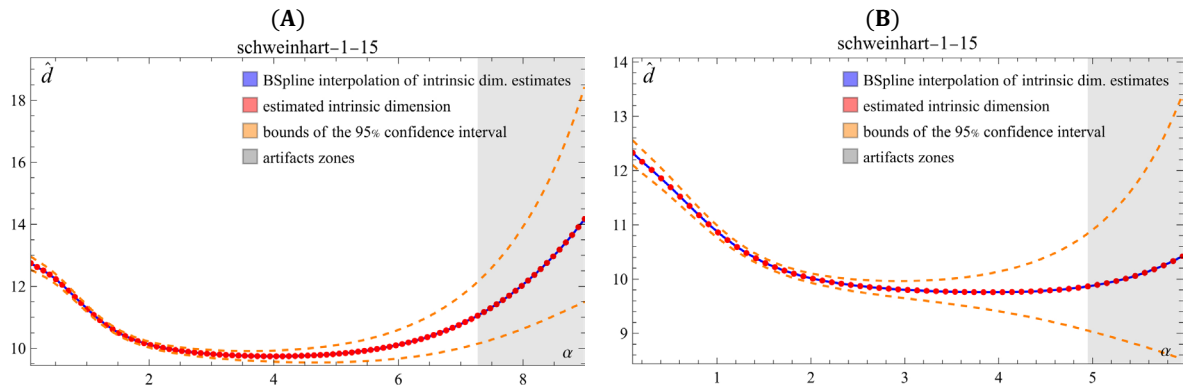 (A)
schweinhart-1-15
d̂
BSpline interpolation of intrinsic dim. estimates
estimated intrinsic dimension
bounds of the 95% confidence interval
artifacts zones
18
16
14
12
10
2
4
6
8
α
(B)
schweinhart-1-15
d̂
BSpline interpolation of intrinsic dim. estimates
estimated intrinsic dimension
bounds of the 95% confidence interval
artifacts zones
14
13
12
11
10
9
1
2
3
4
5
α